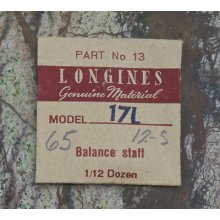 PART No 13
LONGINES
Genuine Material
MODEL 17L
65 12-S
Balance staff
1/12 Dozen